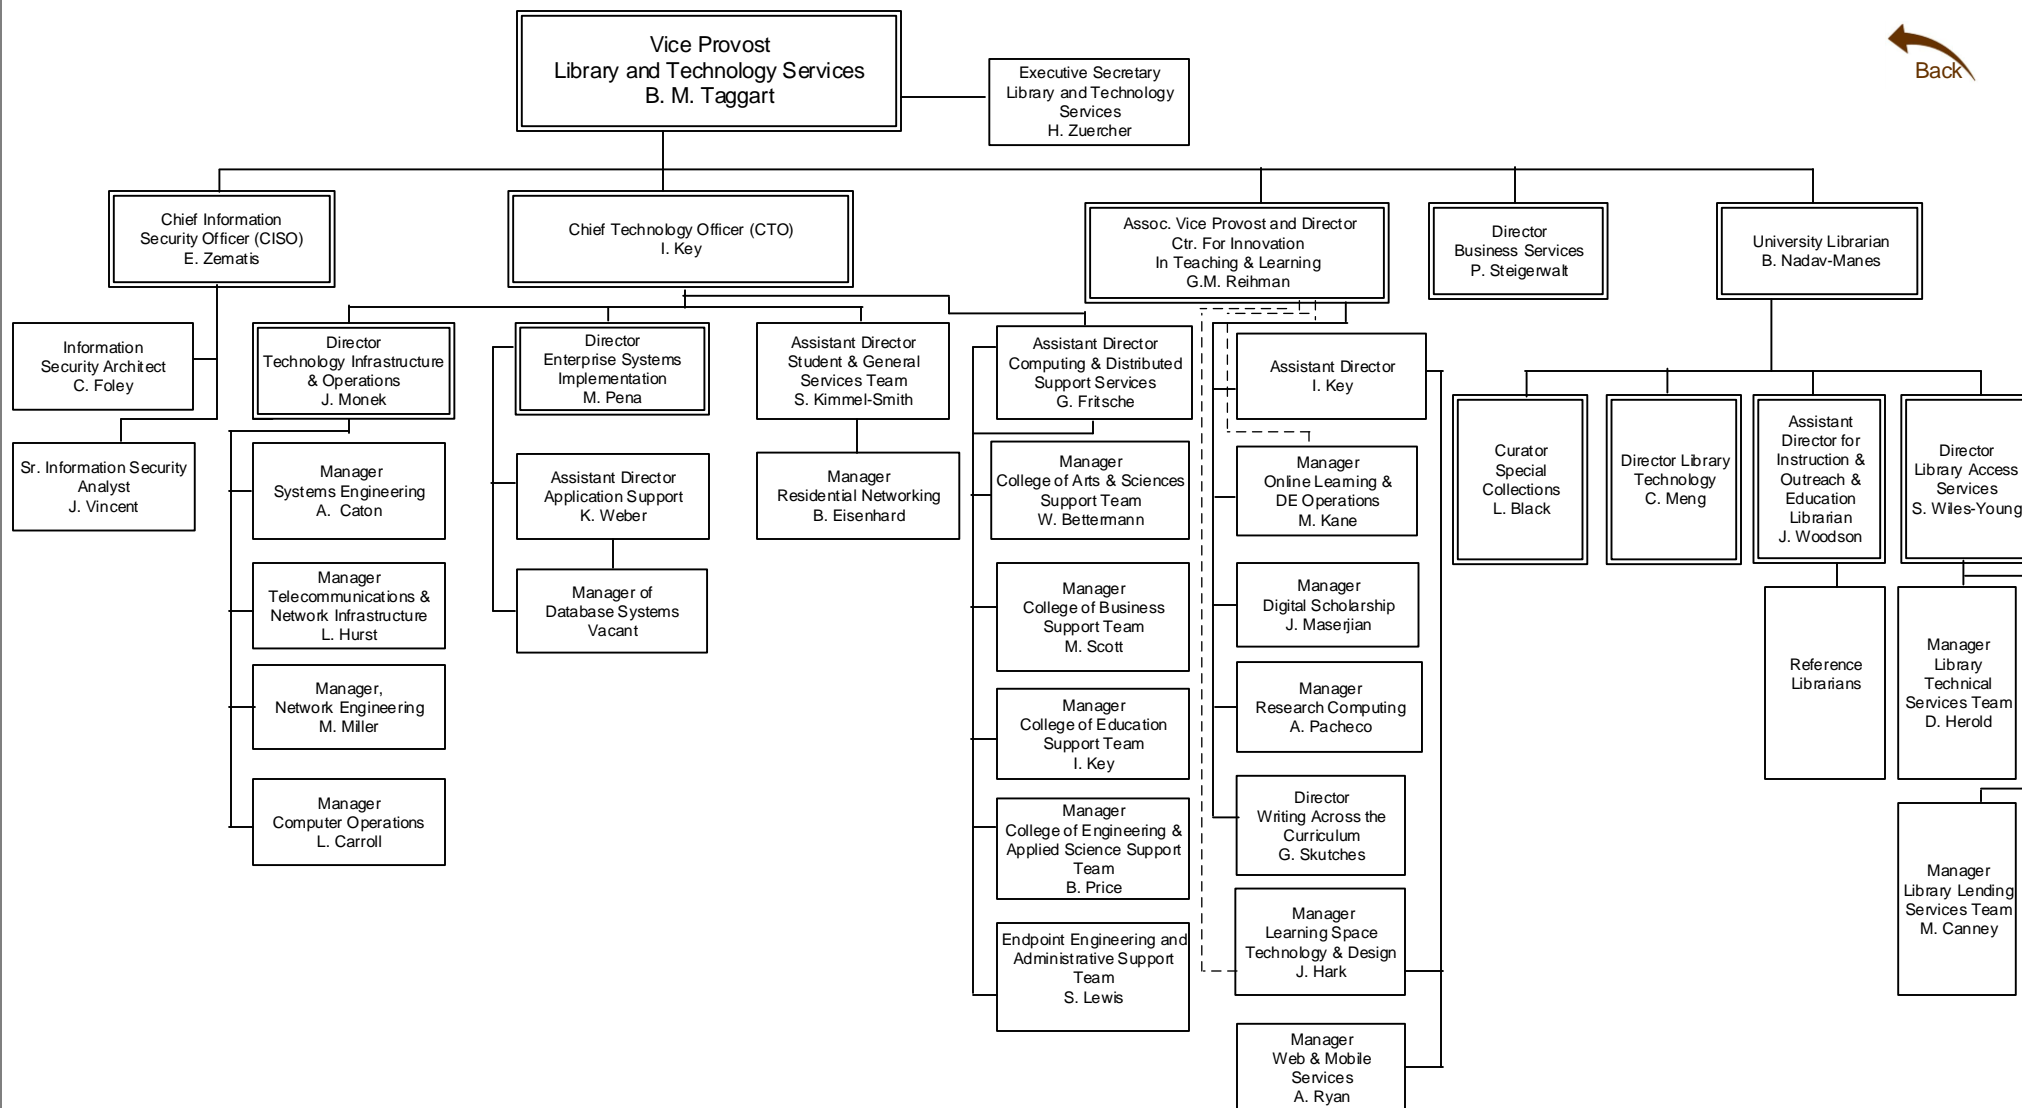 Vice Provost
Library and Technology Services
B. M. Taggart
Executive Secretary
Library and Technology
Services
H. Zuercher
Back
Chief Information
Security Officer (CISO)
E. Zematis
Chief Technology Officer (CTO)
I. Key
Assoc. Vice Provost and Director
Ctr. For Innovation
In Teaching & Learning
G.M. Reihman
Director
Business Services
P. Steigerwalt
University Librarian
B. Nadav-Manes
Information
Security Architect
C. Foley
Director
Technology Infrastructure
& Operations
J. Monek
Director
Enterprise Systems
Implementation
M. Pena
Assistant Director
Student & General
Services Team
S. Kimmel-Smith
Assistant Director
Computing & Distributed
Support Services
G. Fritsche
Assistant Director
I. Key
Curator
Special
Collections
L. Black
Director Library
Technology
C. Meng
Assistant
Director for
Instruction &
Outreach &
Education
Librarian
J. Woodson
Director
Library Access
Services
S. Wiles-Young
Sr. Information Security
Analyst
J. Vincent
Manager
Systems Engineering
A. Caton
Assistant Director
Application Support
K. Weber
Manager
Residential Networking
B. Eisenhard
Manager
College of Arts & Sciences
Support Team
W. Bettermann
Manager
Online Learning &
DE Operations
M. Kane
Manager
Telecommunications &
Network Infrastructure
L. Hurst
Manager of
Database Systems
Vacant
Manager
College of Business
Support Team
M. Scott
Manager
Digital Scholarship
J. Maserjian
Reference
Librarians
Manager
Library
Technical
Services Team
D. Herold
Manager,
Network Engineering
M. Miller
Manager
College of Education
Support Team
I. Key
Manager
Research Computing
A. Pacheco
Manager
Computer Operations
L. Carroll
Manager
College of Engineering &
Applied Science Support
Team
B. Price
Director
Writing Across the
Curriculum
G. Skutches
Manager
Library Lending
Services Team
M. Canney
Endpoint Engineering and
Administrative Support
Team
S. Lewis
Manager
Learning Space
Technology & Design
J. Hark
Manager
Web & Mobile
Services
A. Ryan